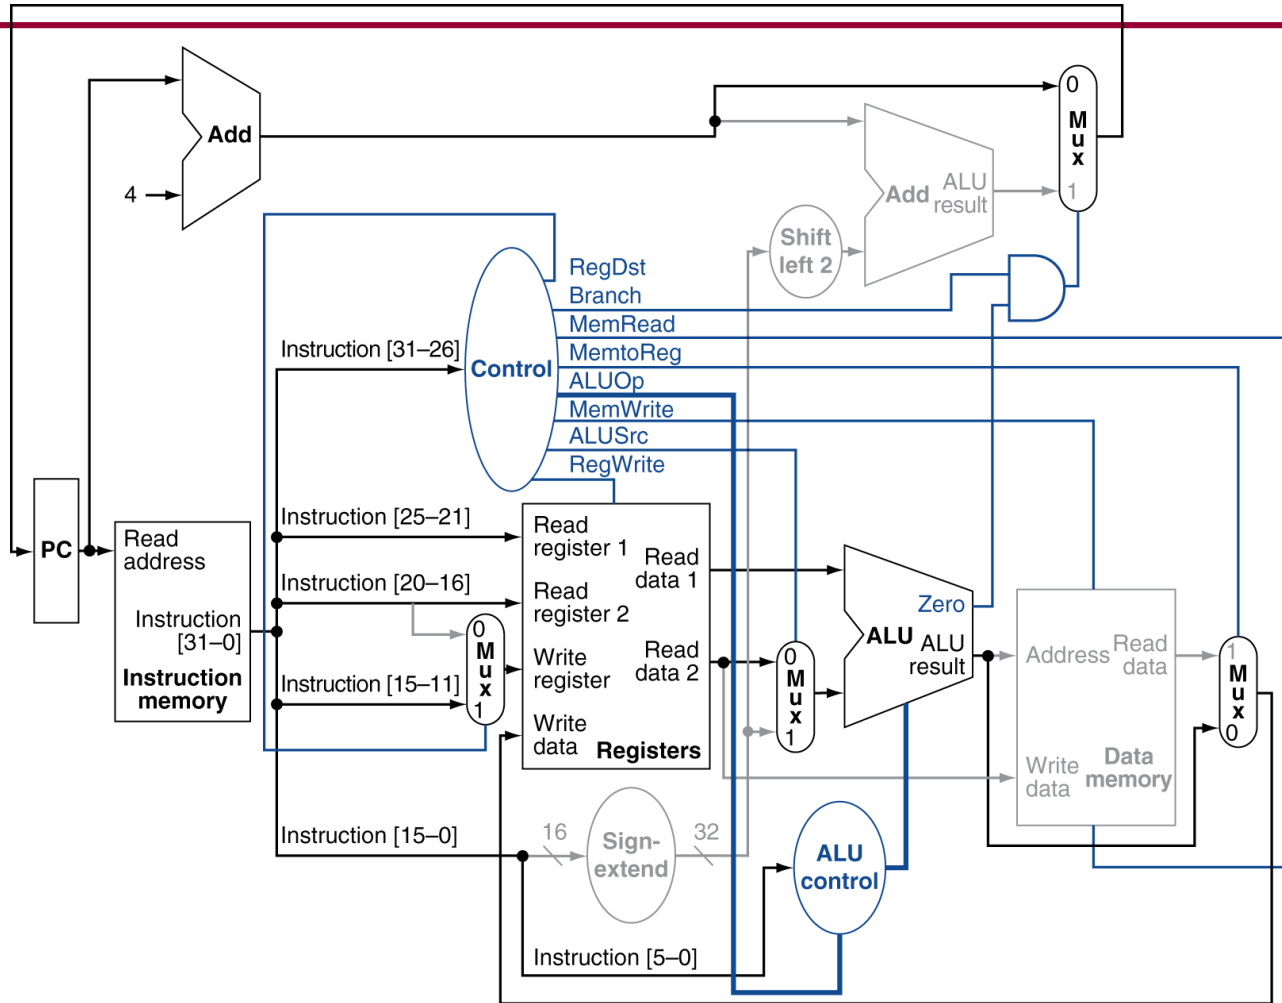 0
M
u
x
1
Add
4
Add
ALU
result
Shift
left 2
RegDst
Branch
MemRead
MemtoReg
ALUOp
MemWrite
ALUSrc
RegWrite
Control
Instruction [31–26]
Instruction [25–21]
Instruction [20–16]
Instruction [15–11]
Instruction [15–0]
Instruction [5–0]
PC
Read
address
Instruction
[31–0]
Instruction
memory
0
M
u
x
1
Read
register 1
Read
register 2
Write
register
Write
data
Read
data 1
Read
data 2
Registers
0
M
u
x
1
Zero
ALU
ALU
result
Address
Read
data
Write
data
Data
memory
1
M
u
x
0
16
Sign-
extend
32
ALU
control